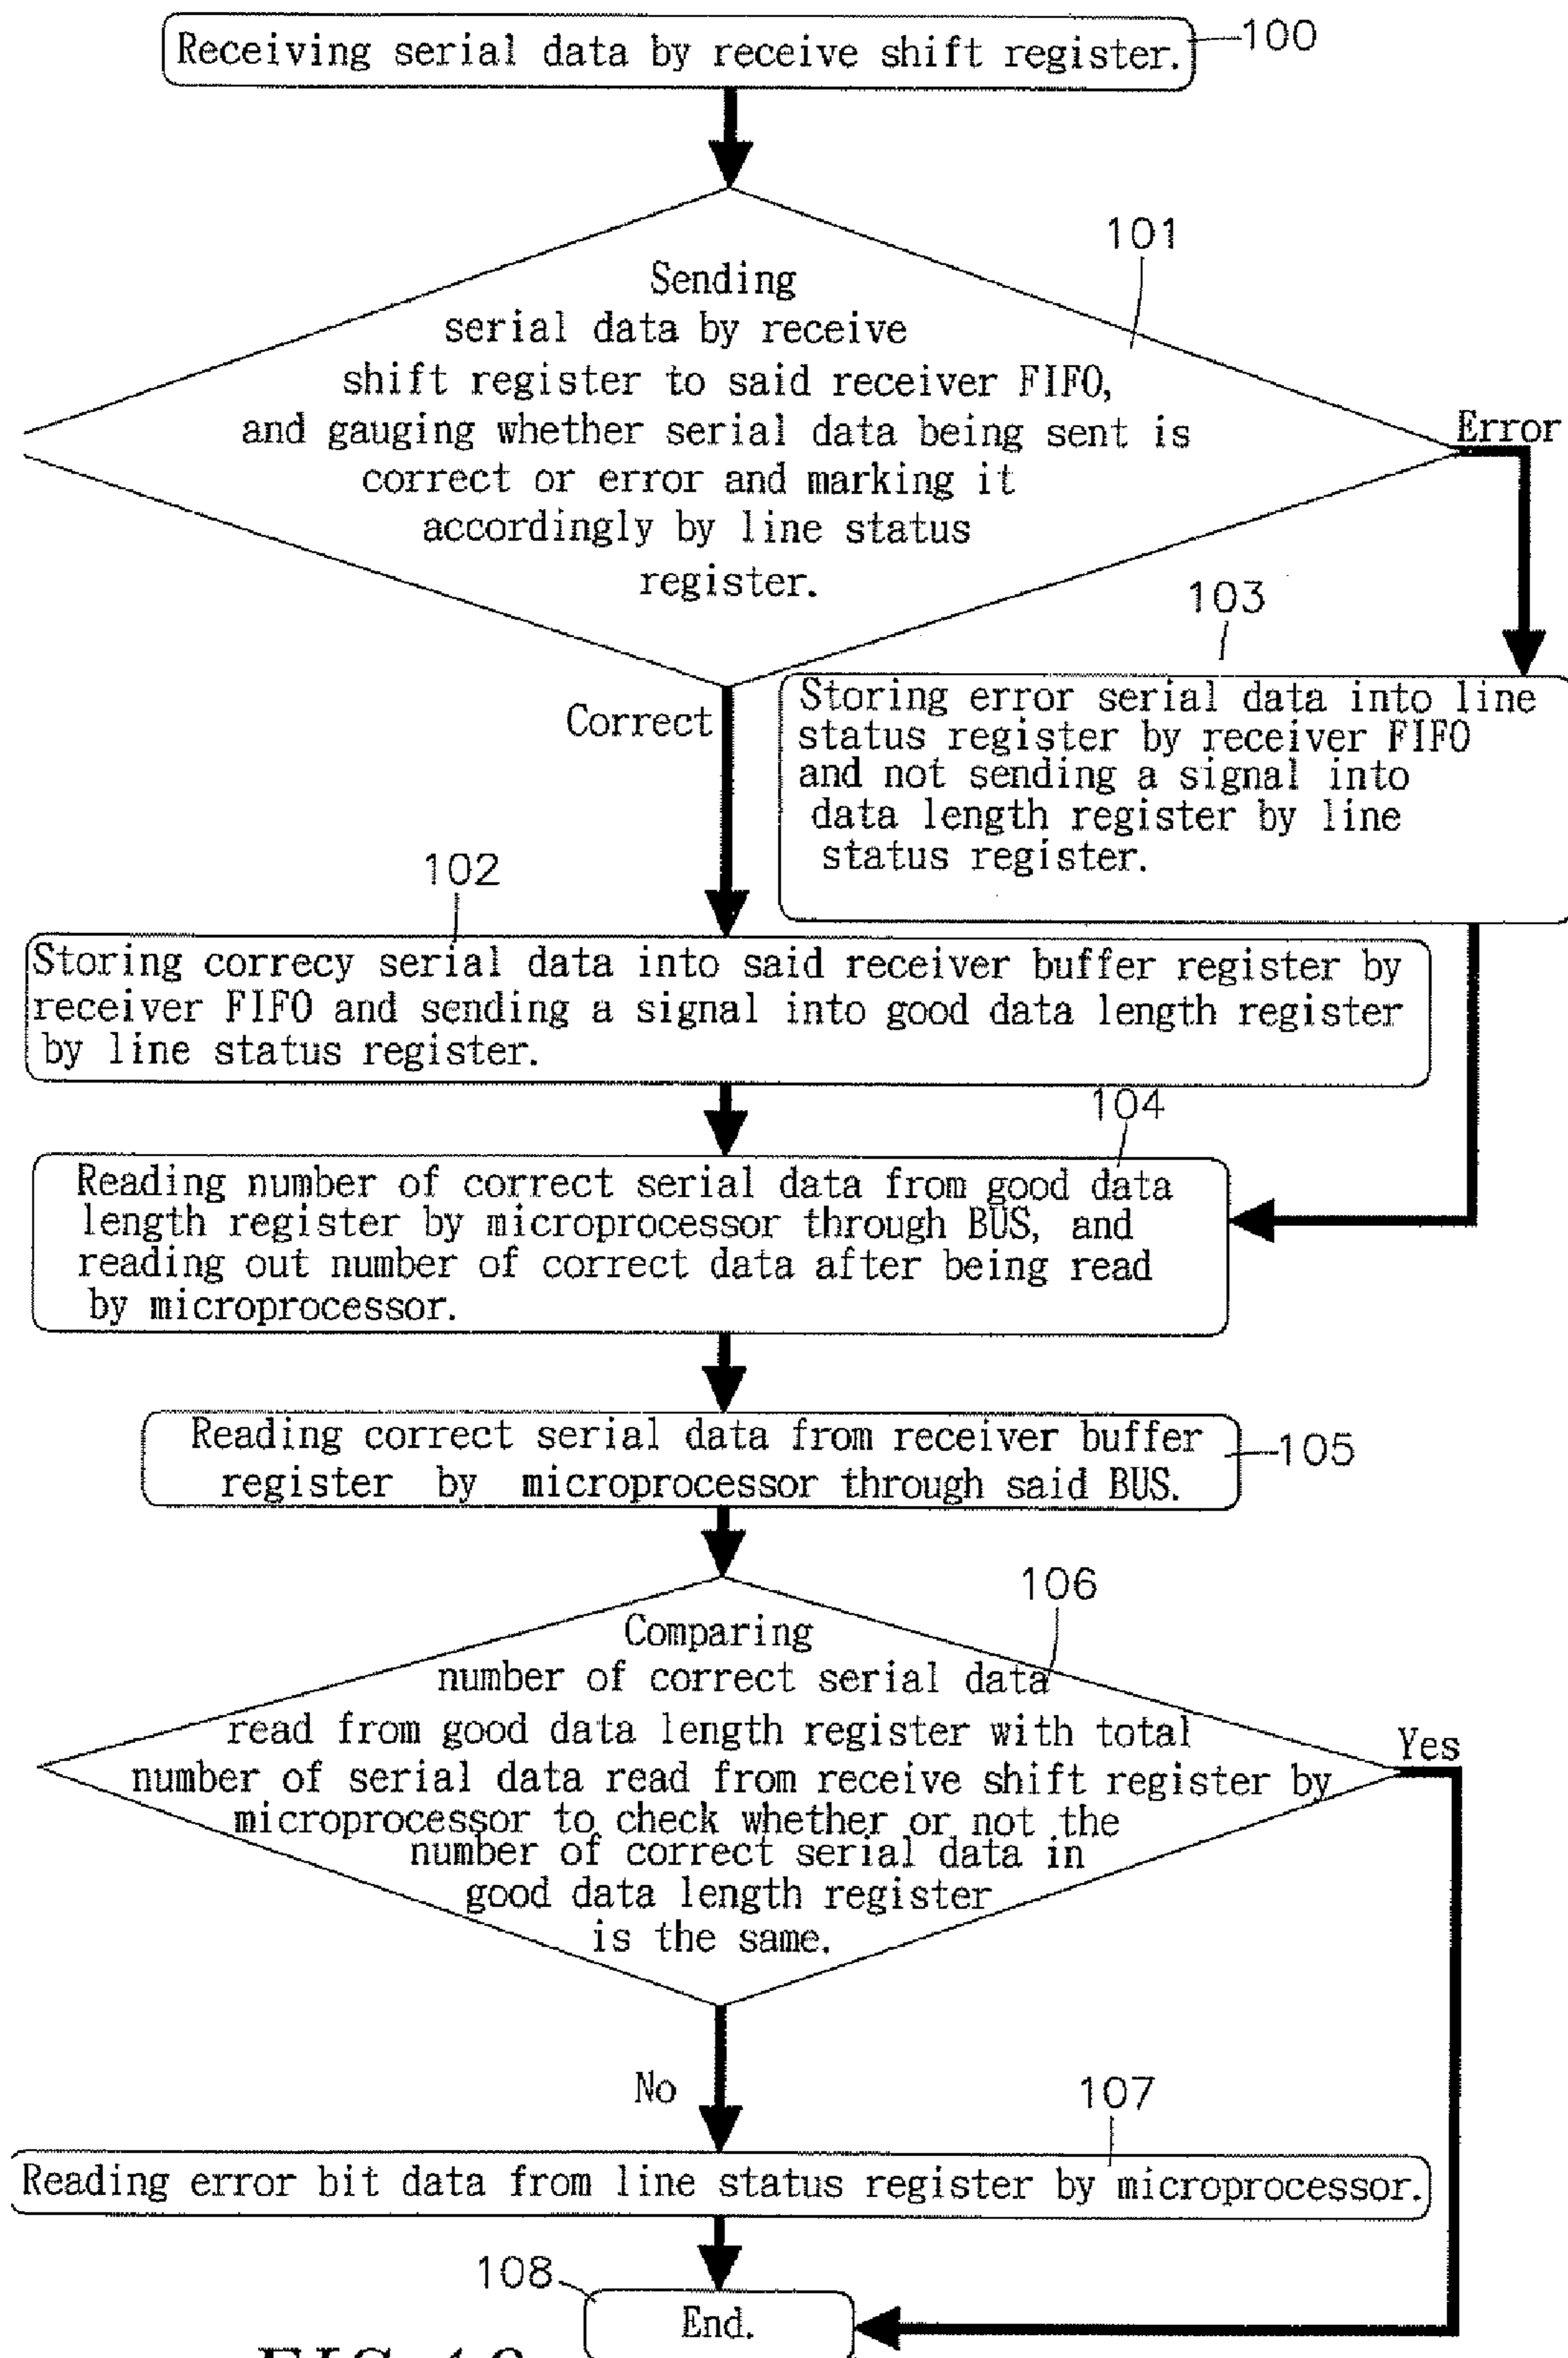 Receiving serial data by receive shift register.
100
101
Sending
serial data by receive
shift register to said receiver FIFO,
and gauging whether serial data being sent is
correct or error and marking it
accordingly by line status
register.
Error
103
Storing error serial data into line
status register by receiver FIFO
and not sending a signal into
data length register by line
status register.
Correct
102
Storing correcy serial data into said receiver buffer register by
receiver FIFO and sending a signal into good data length register
by line status register.
104
Reading number of correct serial data from good data
length register by microprocessor through BUS, and
reading out number of correct data after being read
by microprocessor.
Reading correct serial data from receiver buffer
register by microprocessor through said BUS.
105
106
Comparing
number of correct serial data
read from good data length register with total
number of serial data read from receive shift register by
microprocessor to check whether or not the
number of correct serial data in
good data length register
is the same.
Yes
No
107
Reading error bit data from line status register by microprocessor.
108
End.